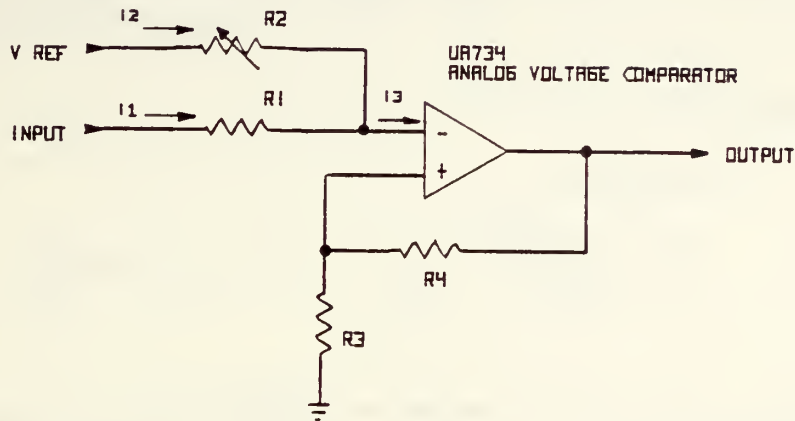 I2
R2
V REF
UA734
ANALOG VOLTAGE COMPARATOR
I1
R1
I3
INPUT
-
+
OUTPUT
R4
R3